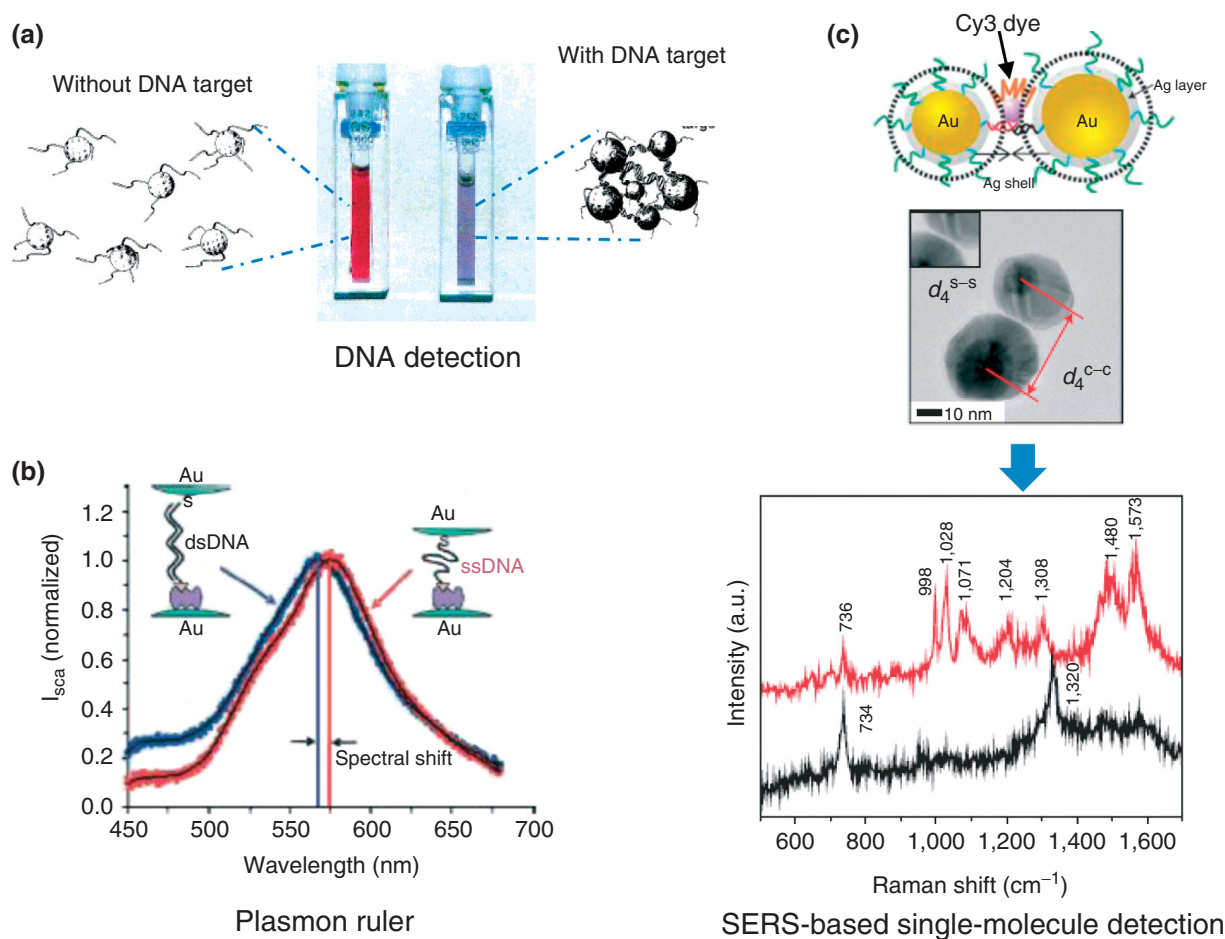 (a)
Without DNA target
With DNA target
DNA detection
(b)
Au
s
dsDNA
Au
Au
s
ssDNA
Au
1.2
1.0
0.8
0.6
0.4
0.2
0.0
I_sca (normalized)
Spectral shift
450 500 550 600 650 700
Wavelength (nm)
Plasmon ruler
(c)
Cy3 dye
Ag layer
Au
Au
Ag shell
d₄ˢ⁻ˢ
d₄ᶜ⁻ᶜ
10 nm
736
998
1,028
1,071
1,204
1,308
1,480
1,573
734
1,320
Intensity (a.u.)
600 800 1,000 1,200 1,400 1,600
Raman shift (cm⁻¹)
SERS-based single-molecule detection